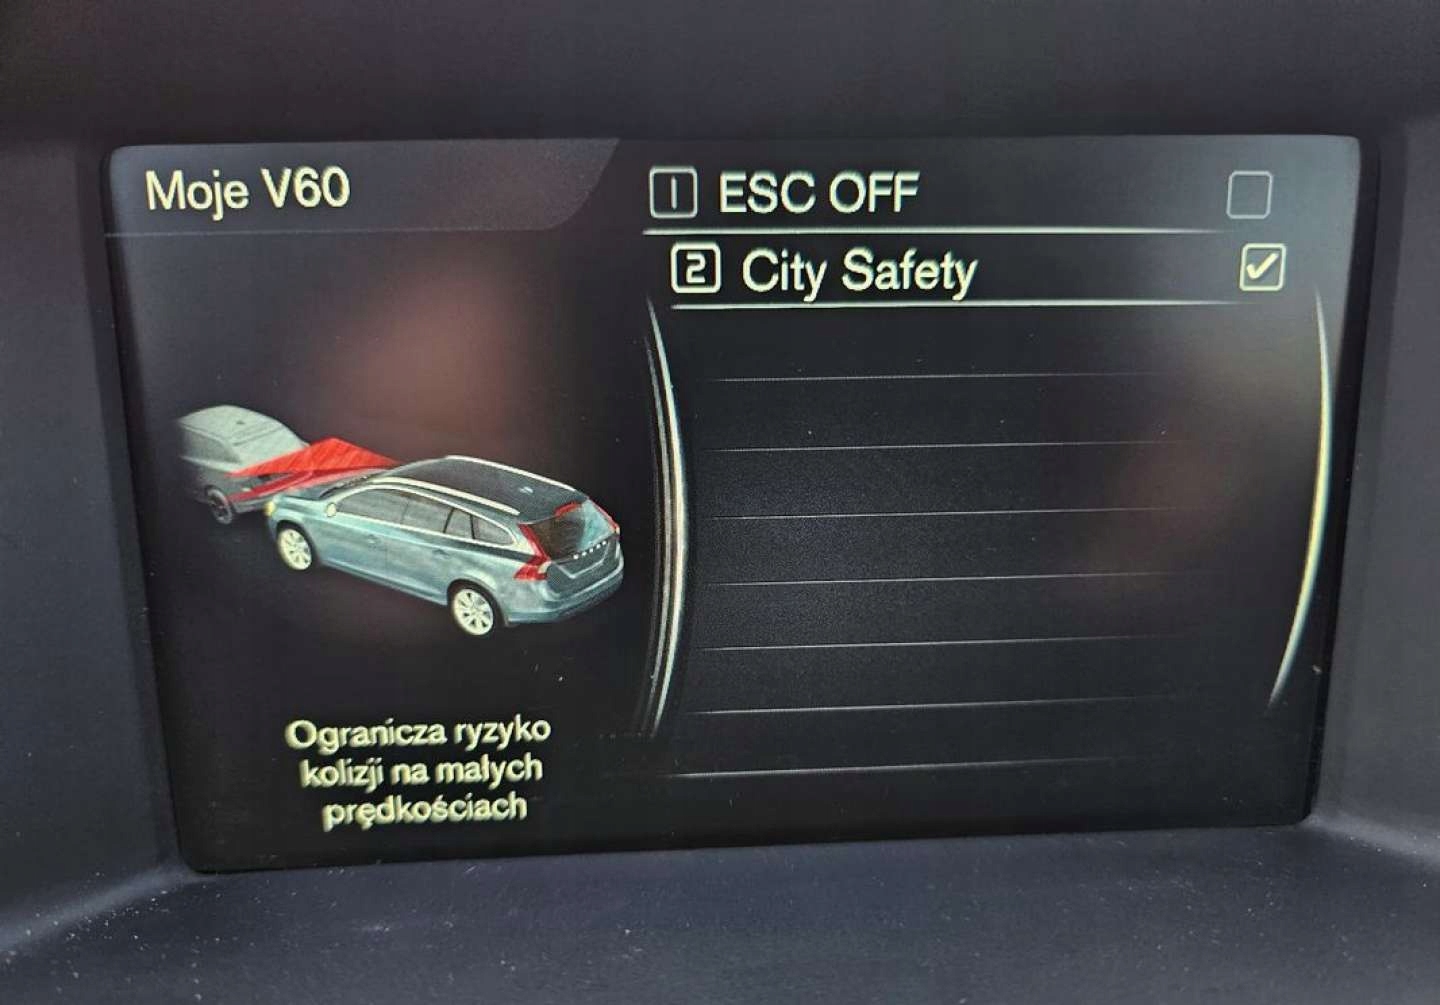 Moje V60
1 ESC OFF
2 City Safety
Ogranicza ryzyko
kolizji na małych
prędkościach